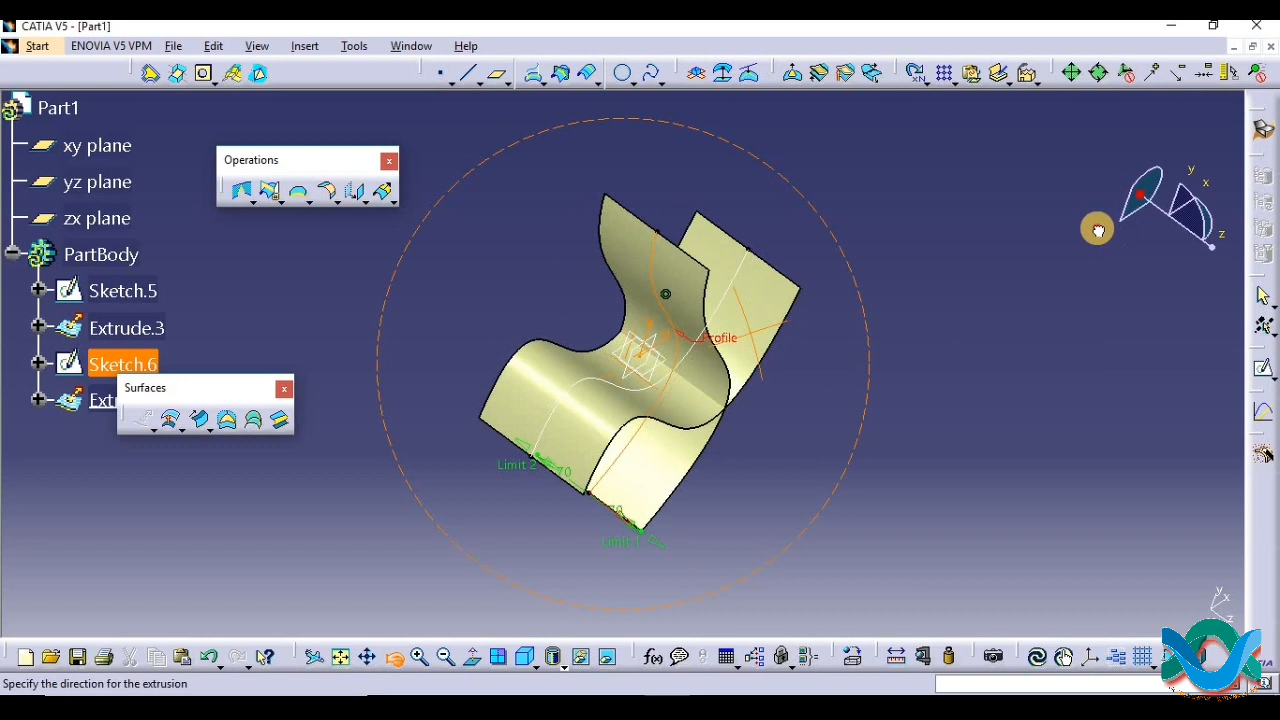 CATIA V5 - [Part1]
Start ENOVIA V5 VPM File Edit View Insert Tools Window Help
Part1
xy plane
yz plane
zx plane
PartBody
Sketch.5
Extrude.3
Sketch.6
Operations
Surfaces
Profile
Limit 2
70
70
Limit 1
y
x
z
y
x
z
Specify the direction for the extrusion